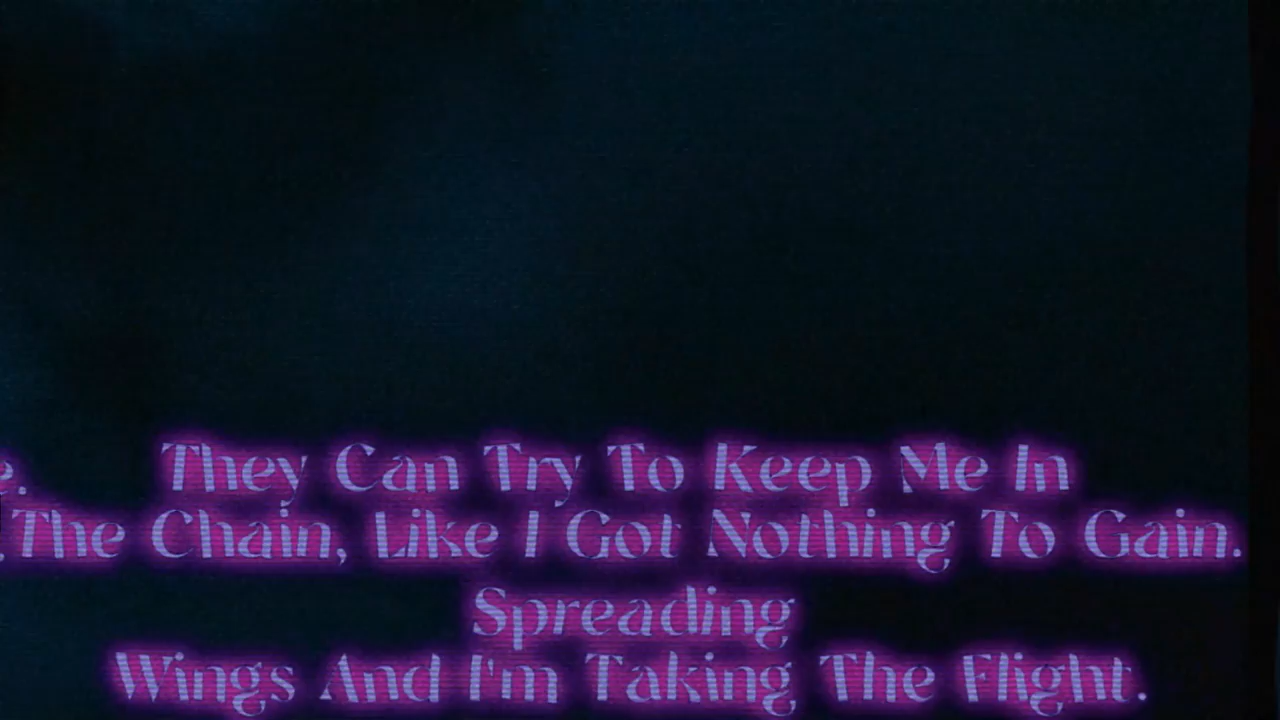 e. They Can Try To Keep Me In
The Chain, Like I Got Nothing To Gain.
Spreading
Wings And I'm Taking The Flight.